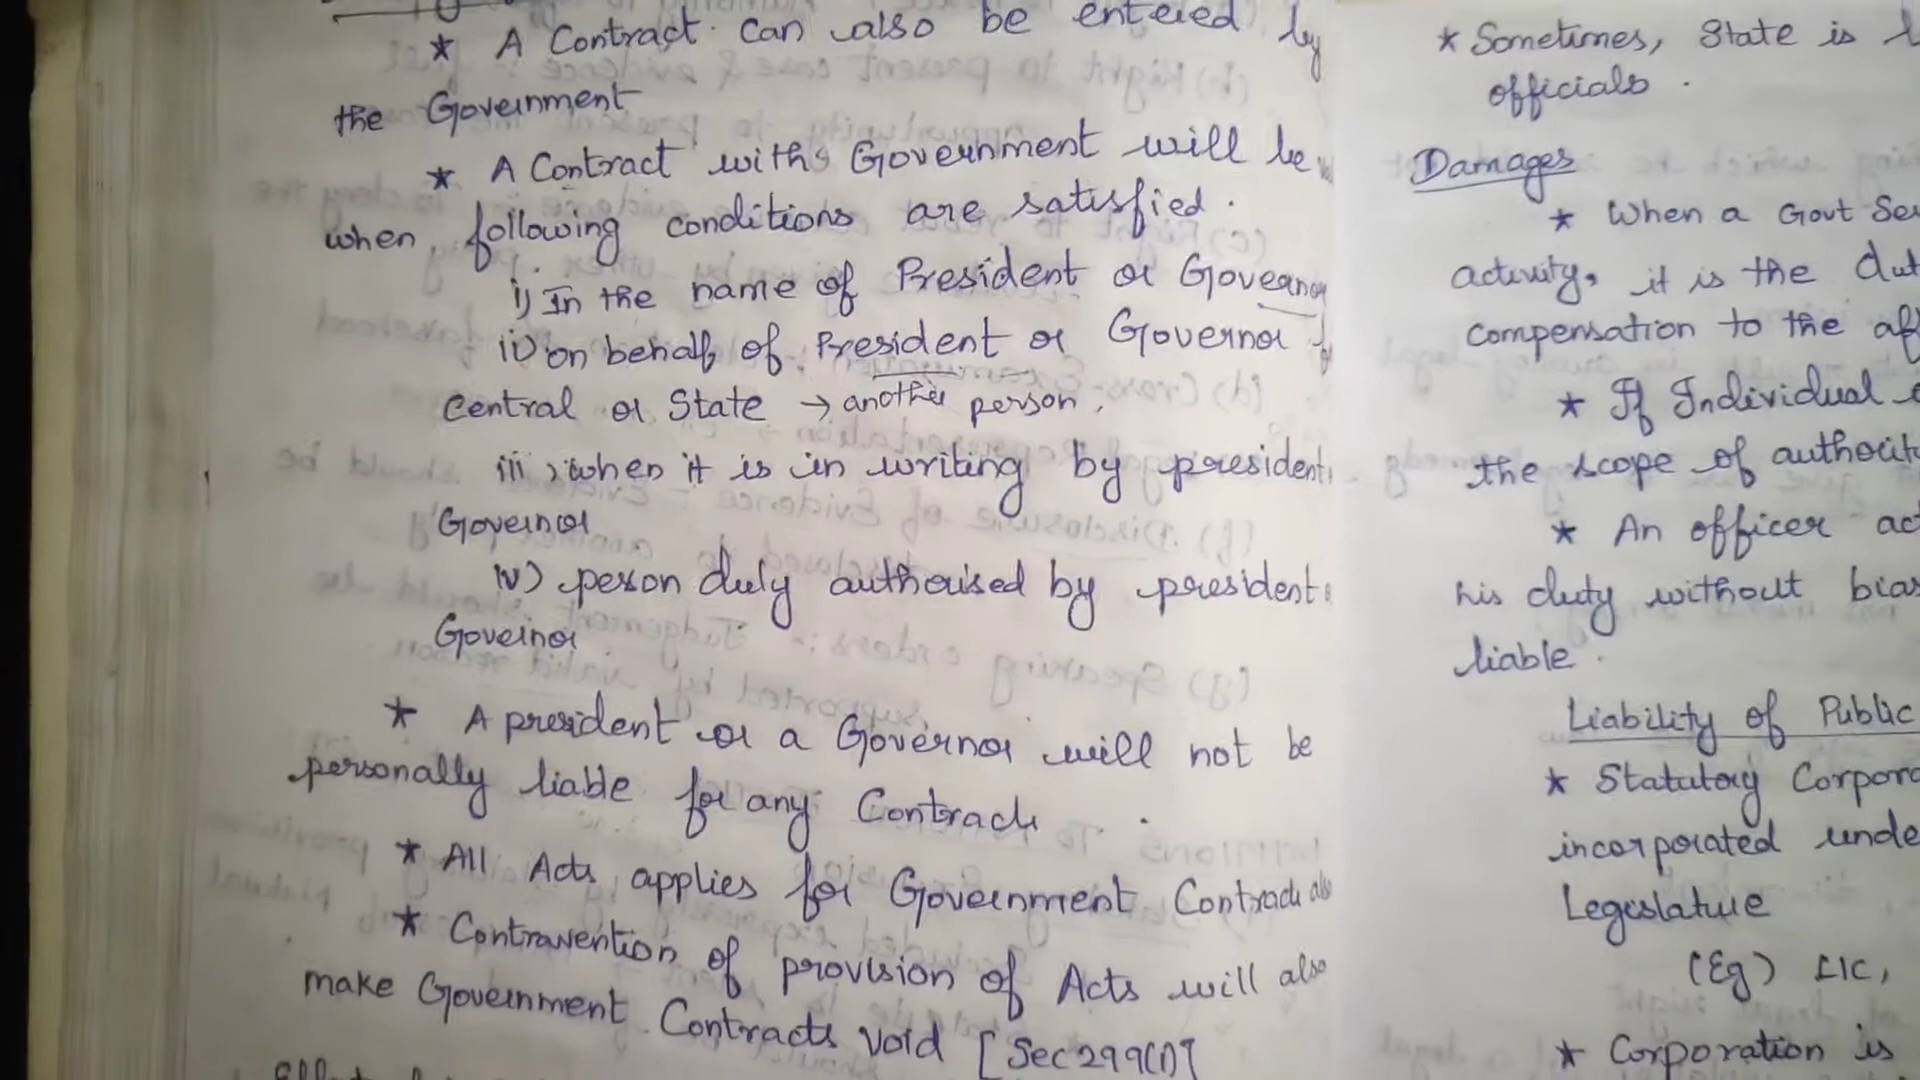 * A Contract can also be entered by
the Government
* A Contract with Government will be
when following conditions are satisfied.
i) In the name of President or Governor
ii) on behalf of President or Governor
Central or State → another person.
iii) when it is in writing by president
Governor
iv) person duly authorised by president
Governor
* A president or a Governor will not be
personally liable for any Contract
* All Acts applies for Government Contract also
* Contravention of provision of Acts will also
make Government Contracts void [Sec 299(1)]
* Sometimes, State is
officials.
Damages
* When a Govt
activity, it is the
compensation to the
* If Individual
the scope of
* An officer
his duty without
liable.
Liability of Public
* Statutory
incorporated
Legislature
(Eg) LIC,
* Corporation is